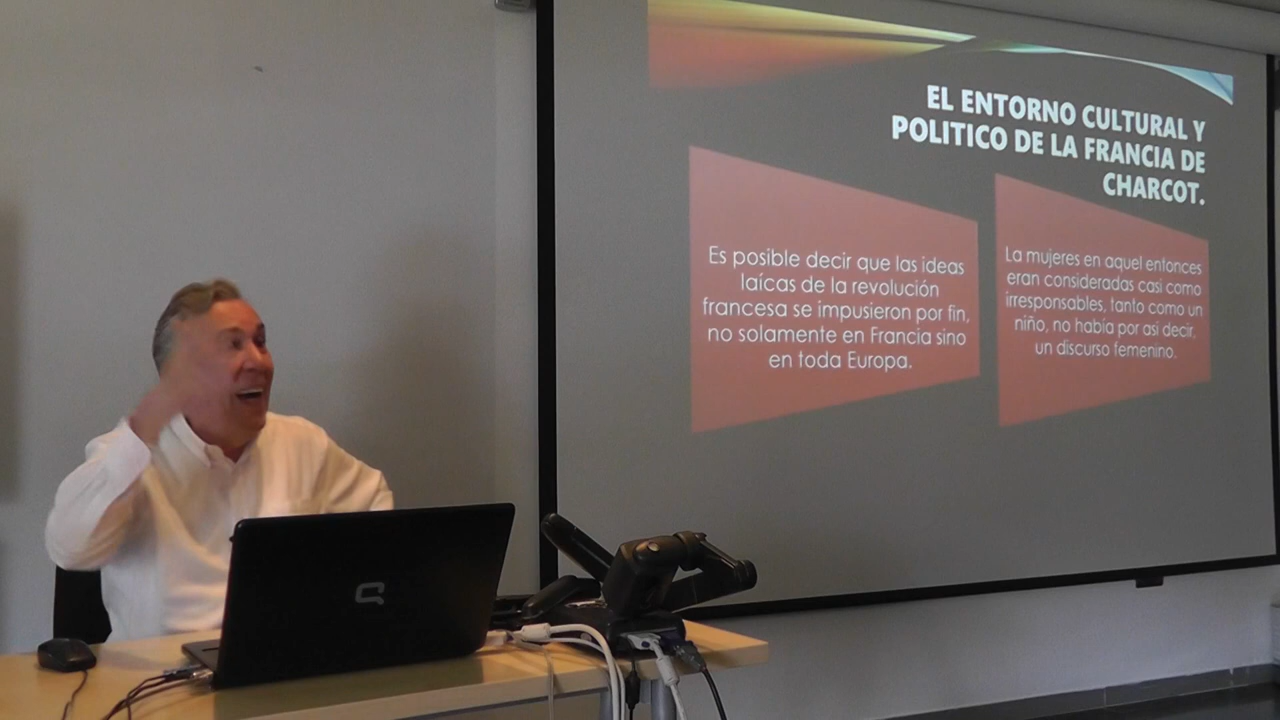 EL ENTORNO CULTURAL Y
POLITICO DE LA FRANCIA DE
CHARCOT.
Es posible decir que las ideas
laícas de la revolución
francesa se impusieron por fin,
no solamente en Francia sino
en toda Europa.
La mujeres en aquel entonces
eran consideradas casi como
irresponsables, tanto como un
niño, no había por asi decir,
un discurso femenino.